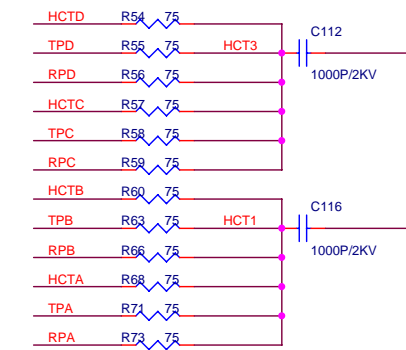 HCTD R54 75
C112
TPD R55 75 HCT3
RPD R56 75
1000P/2KV
HCTC R57 75
TPC R58 75
RPC R59 75
HCTB R60 75
C116
TPB R63 75 HCT1
RPB R66 75
1000P/2KV
HCTA R68 75
TPA R71 75
RPA R73 75